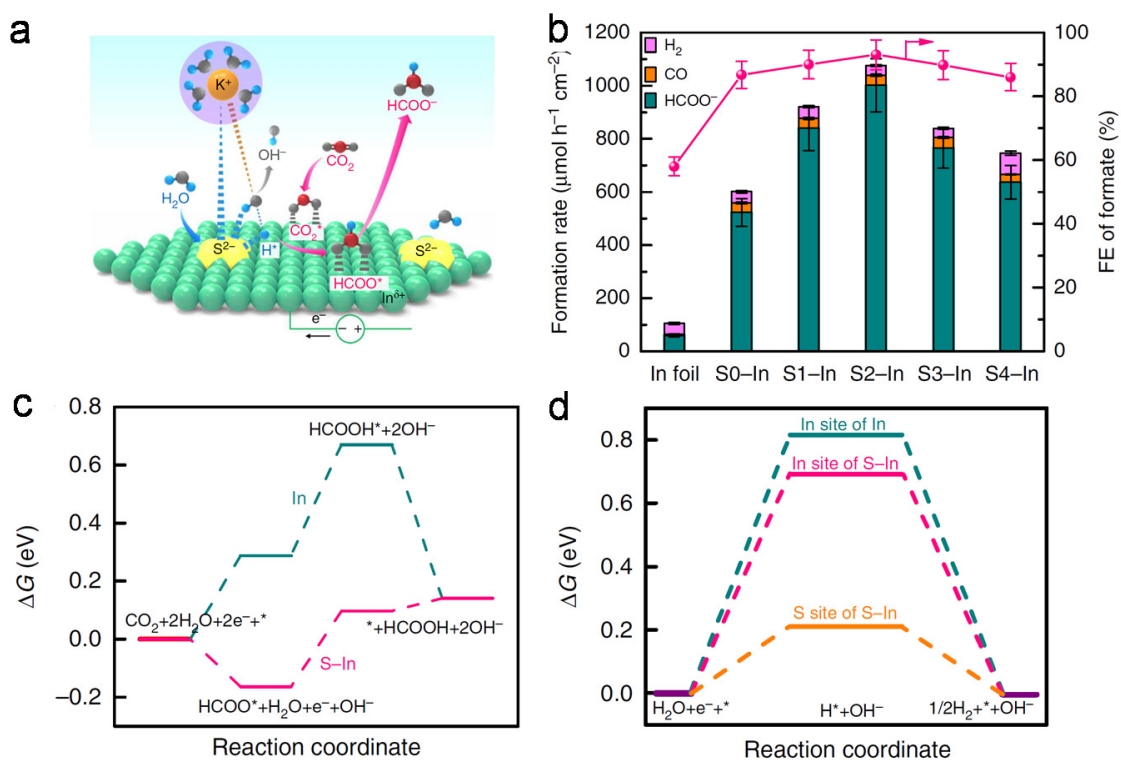 a
K⁺
HCOO⁻
OH⁻
CO₂
H₂O
CO₂*
S²⁻
H*
S²⁻
HCOO*
Inᵟ⁺
e⁻
− +
b
1200
1000
800
600
400
200
0
Formation rate (µmol h⁻¹ cm⁻²)
H₂
CO
HCOO⁻
100
80
60
40
20
0
FE of formate (%)
In foil S0–In S1–In S2–In S3–In S4–In
c
0.8
0.6
0.4
0.2
0.0
−0.2
ΔG (eV)
HCOOH*+2OH⁻
In
CO₂+2H₂O+2e⁻+*
*+HCOOH+2OH⁻
S–In
HCOO*+H₂O+e⁻+OH⁻
Reaction coordinate
d
0.8
0.6
0.4
0.2
0.0
ΔG (eV)
In site of In
In site of S–In
S site of S–In
H₂O+e⁻+* H*+OH⁻ 1/2H₂+*+OH⁻
Reaction coordinate